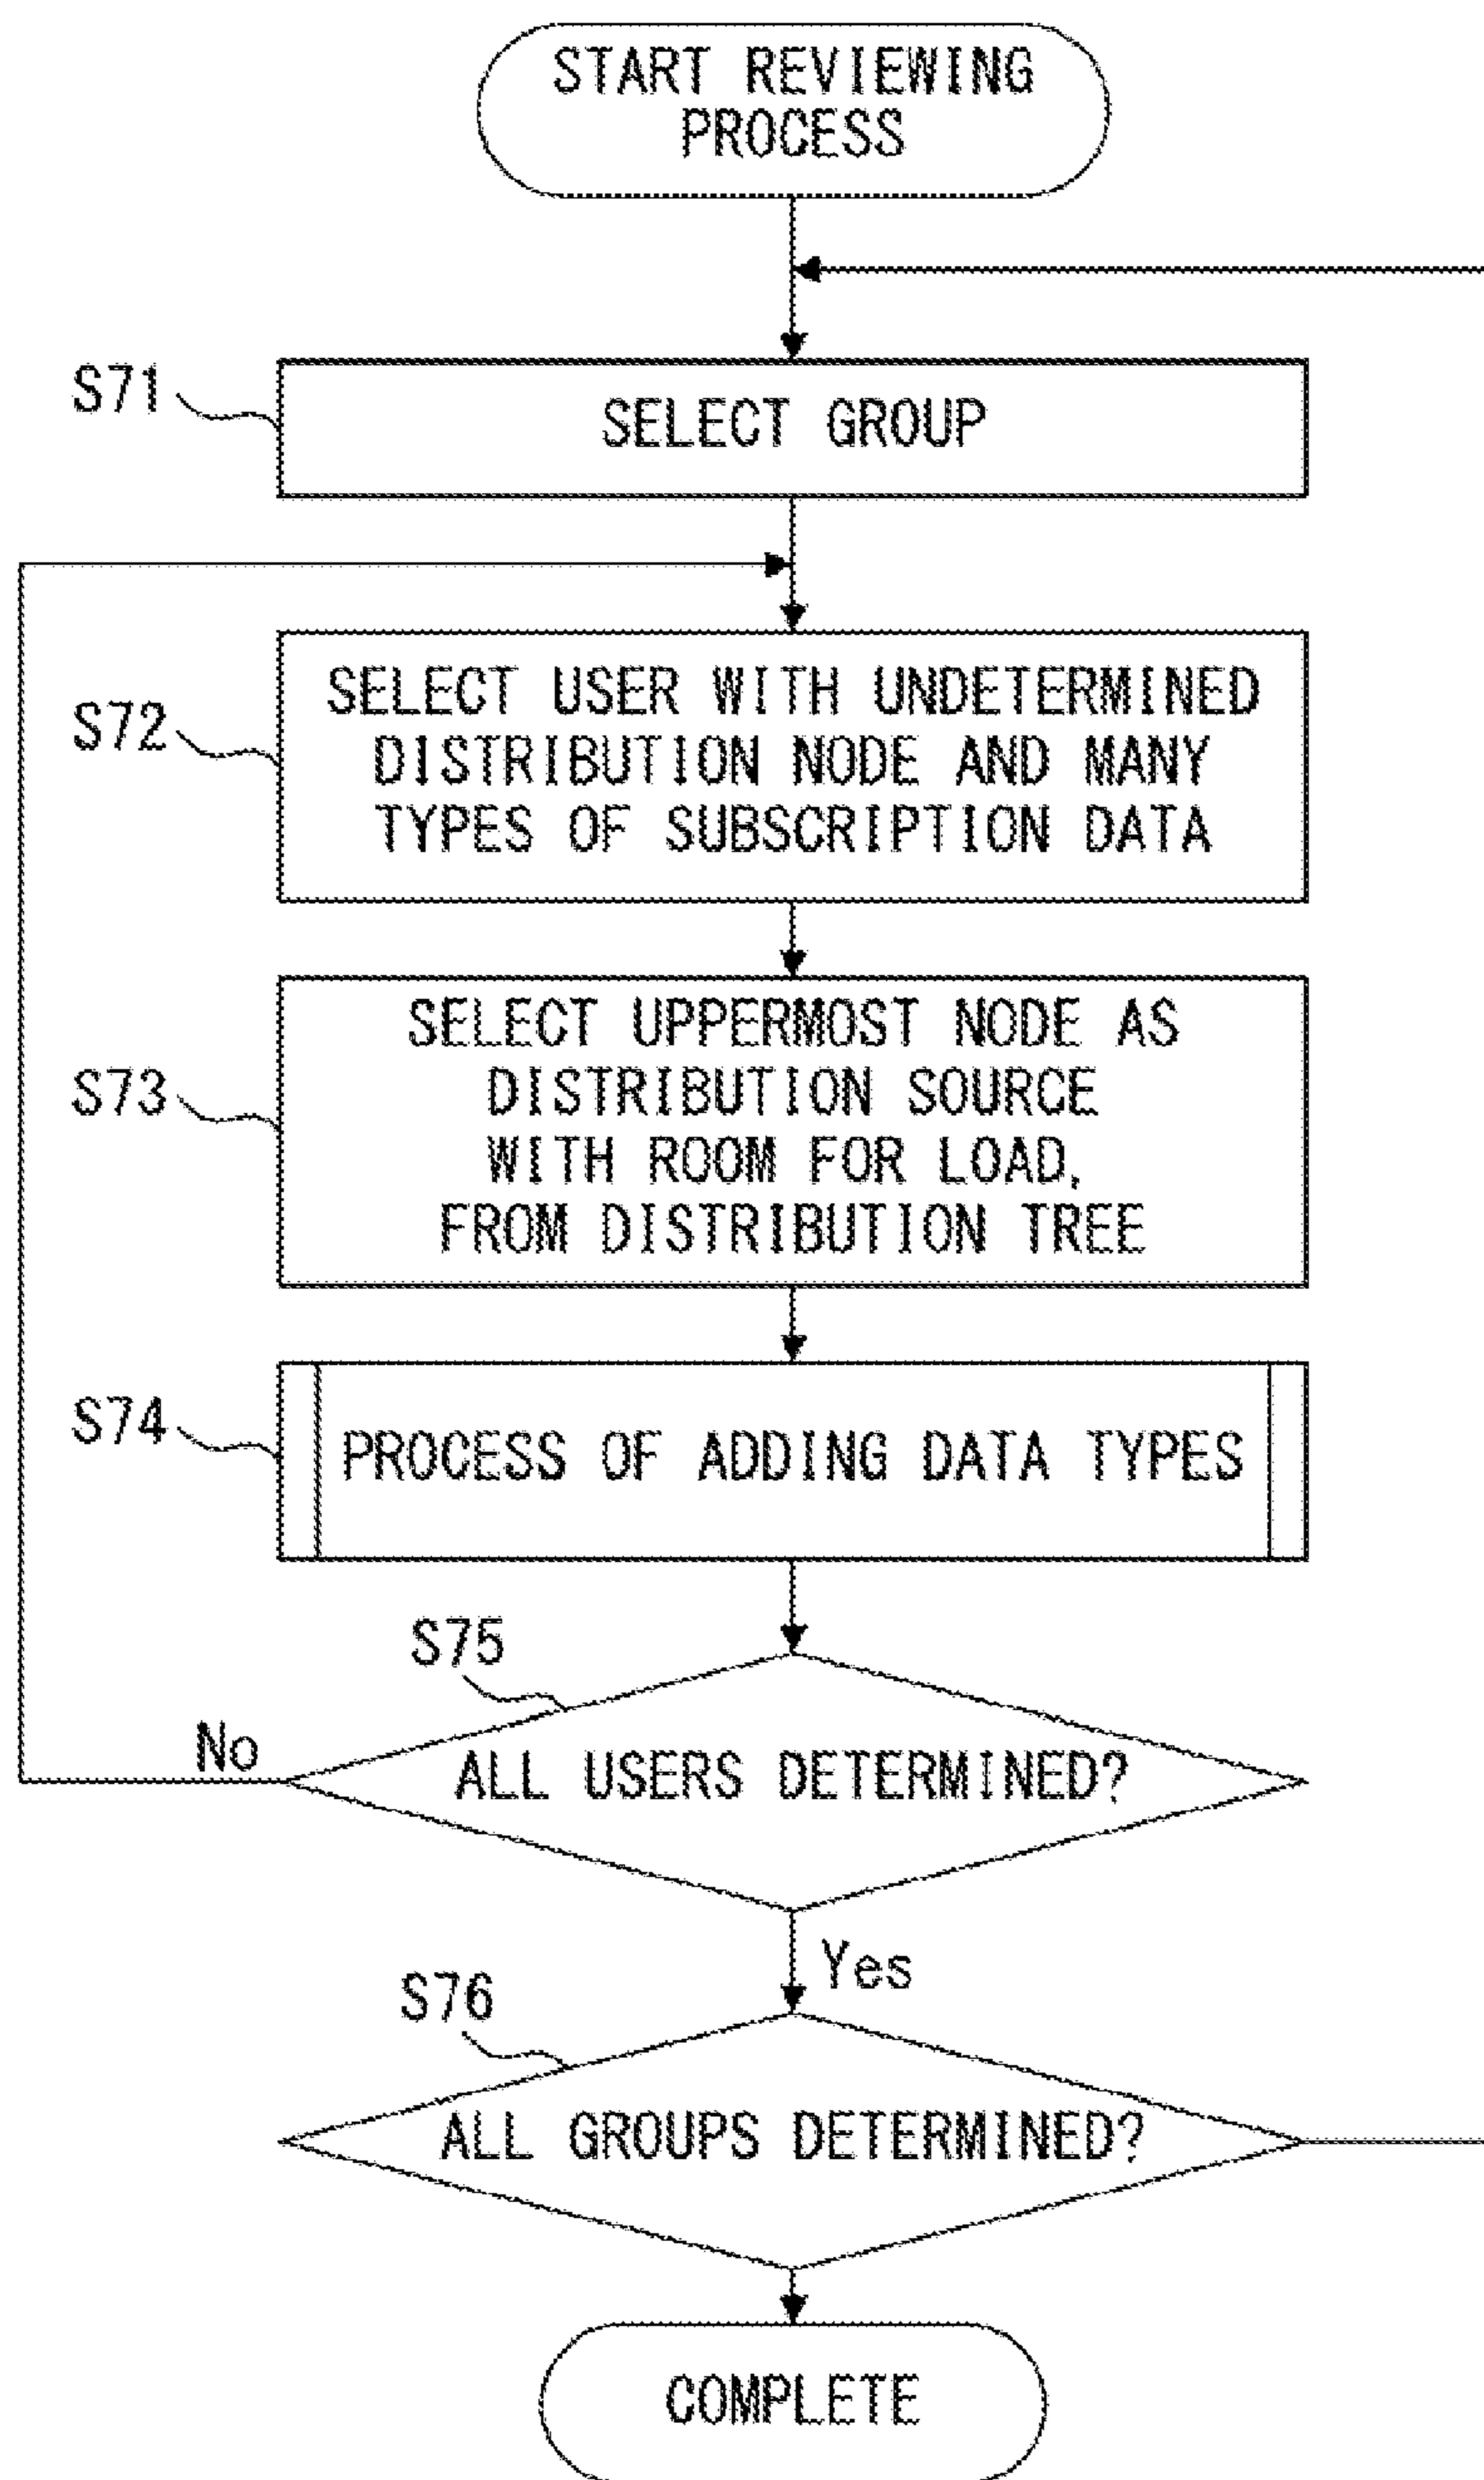 START REVIEWING
PROCESS
S71
SELECT GROUP
S72
SELECT USER WITH UNDETERMINED
DISTRIBUTION NODE AND MANY
TYPES OF SUBSCRIPTION DATA
S73
SELECT UPPERMOST NODE AS
DISTRIBUTION SOURCE
WITH ROOM FOR LOAD,
FROM DISTRIBUTION TREE
S74
PROCESS OF ADDING DATA TYPES
S75
No
ALL USERS DETERMINED?
Yes
S76
ALL GROUPS DETERMINED?
COMPLETE